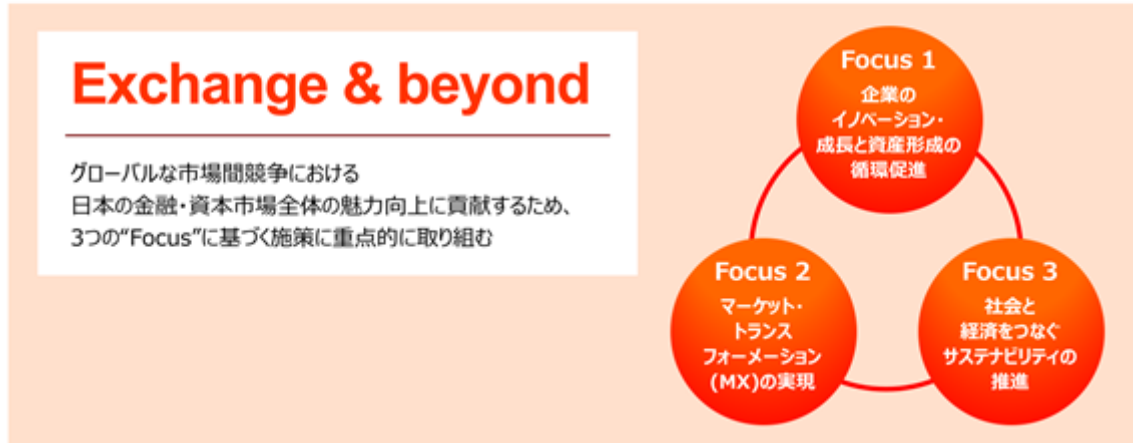 Exchange & beyond
グローバルな市場間競争における
日本の金融・資本市場全体の魅力向上に貢献するため、
3つの“Focus”に基づく施策に重点的に取り組む
Focus 1
企業の
イノベーション・
成長と資産形成の
循環促進
Focus 2
マーケット・
トランス
フォーメーション
(MX)の実現
Focus 3
社会と
経済をつなぐ
サステナビリティの
推進